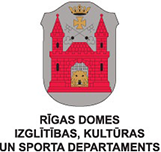 RĪGAS DOMES
IZGLĪTĪBAS, KULTŪRAS
UN SPORTA DEPARTAMENTS